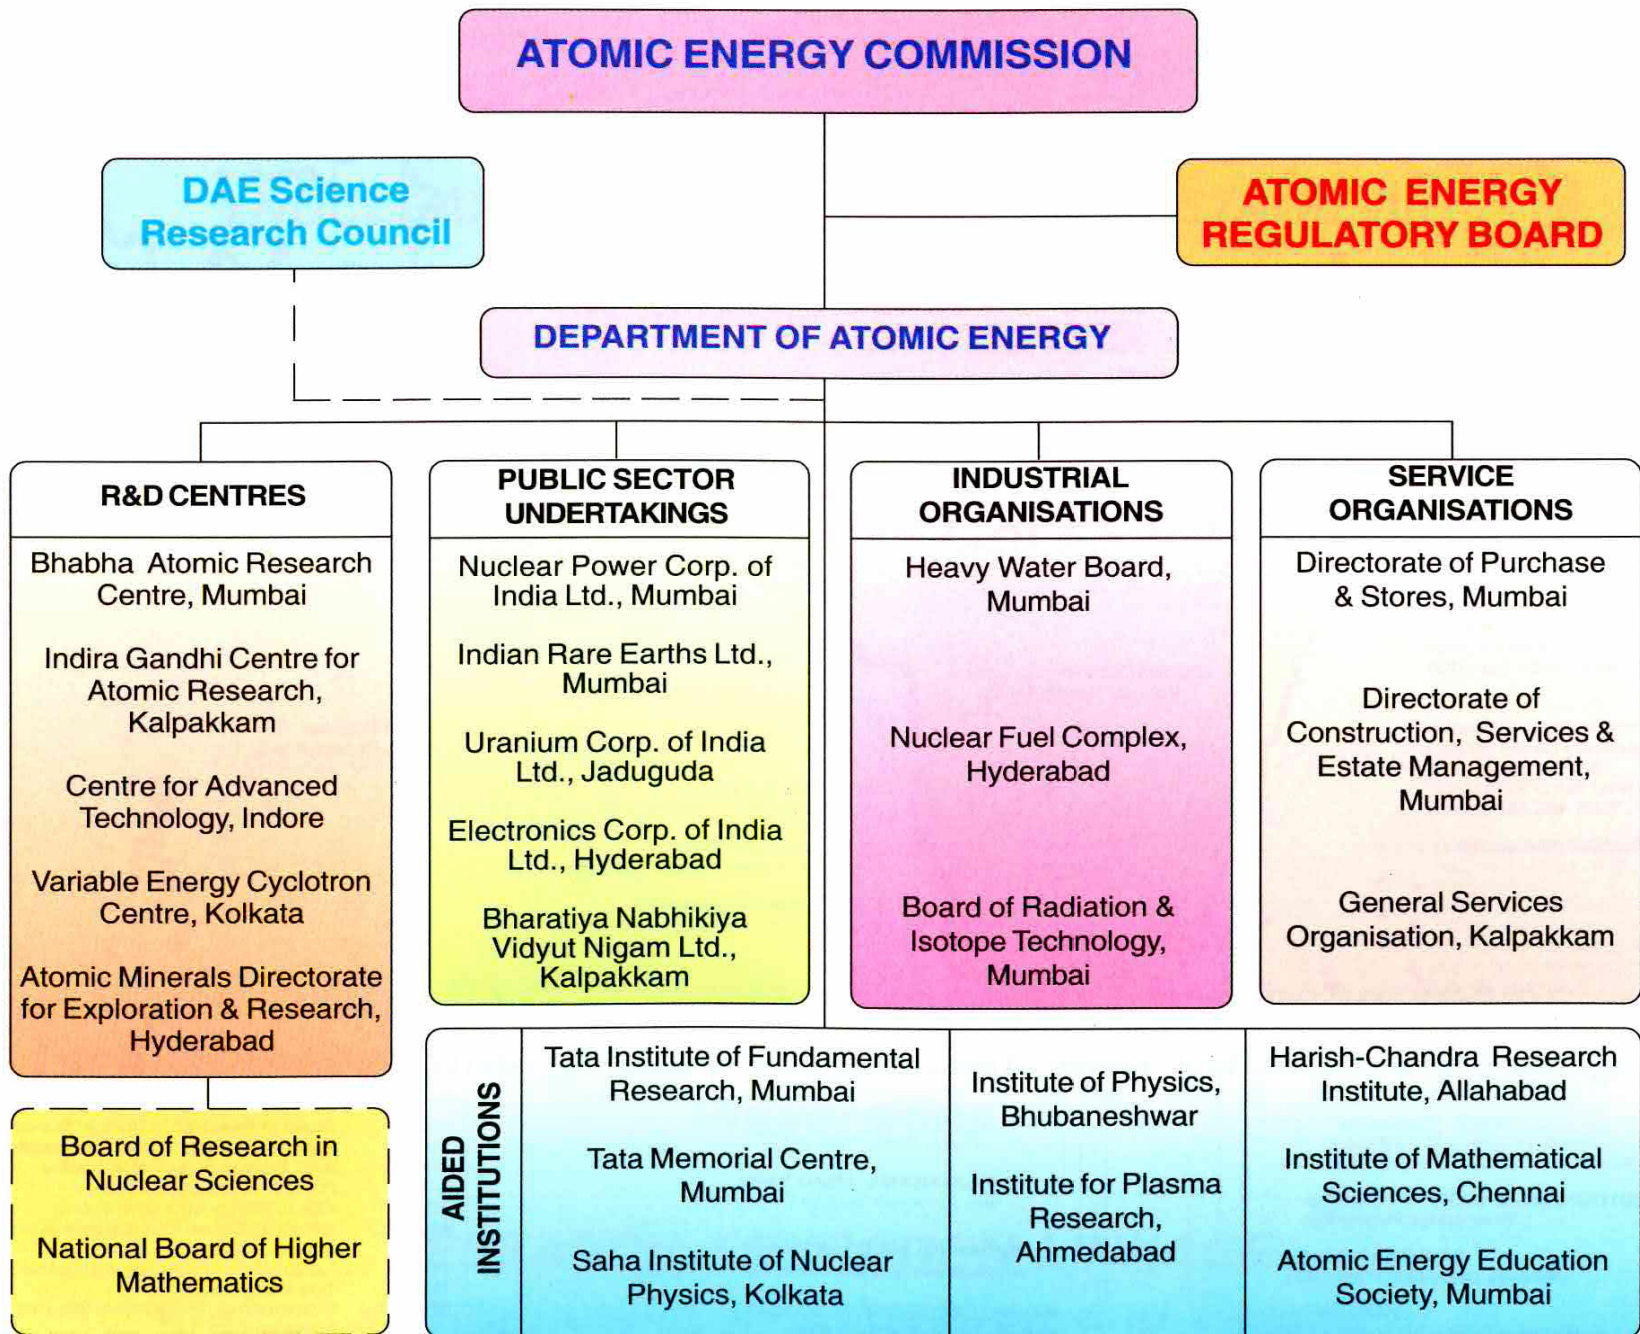 ATOMIC ENERGY COMMISSION
DAE Science
Research Council
ATOMIC ENERGY
REGULATORY BOARD
DEPARTMENT OF ATOMIC ENERGY
R&D CENTRES
Bhabha Atomic Research
Centre, Mumbai
Indira Gandhi Centre for
Atomic Research,
Kalpakkam
Centre for Advanced
Technology, Indore
Variable Energy Cyclotron
Centre, Kolkata
Atomic Minerals Directorate
for Exploration & Research,
Hyderabad
Board of Research in
Nuclear Sciences
National Board of Higher
Mathematics
PUBLIC SECTOR
UNDERTAKINGS
Nuclear Power Corp. of
India Ltd., Mumbai
Indian Rare Earths Ltd.,
Mumbai
Uranium Corp. of India
Ltd., Jaduguda
Electronics Corp. of India
Ltd., Hyderabad
Bharatiya Nabhikiya
Vidyut Nigam Ltd.,
Kalpakkam
INDUSTRIAL
ORGANISATIONS
Heavy Water Board,
Mumbai
Nuclear Fuel Complex,
Hyderabad
Board of Radiation &
Isotope Technology,
Mumbai
SERVICE
ORGANISATIONS
Directorate of Purchase
& Stores, Mumbai
Directorate of
Construction, Services &
Estate Management,
Mumbai
General Services
Organisation, Kalpakkam
AIDED
INSTITUTIONS
Tata Institute of Fundamental
Research, Mumbai
Tata Memorial Centre,
Mumbai
Saha Institute of Nuclear
Physics, Kolkata
Institute of Physics,
Bhubaneshwar
Institute for Plasma
Research,
Ahmedabad
Harish-Chandra Research
Institute, Allahabad
Institute of Mathematical
Sciences, Chennai
Atomic Energy Education
Society, Mumbai